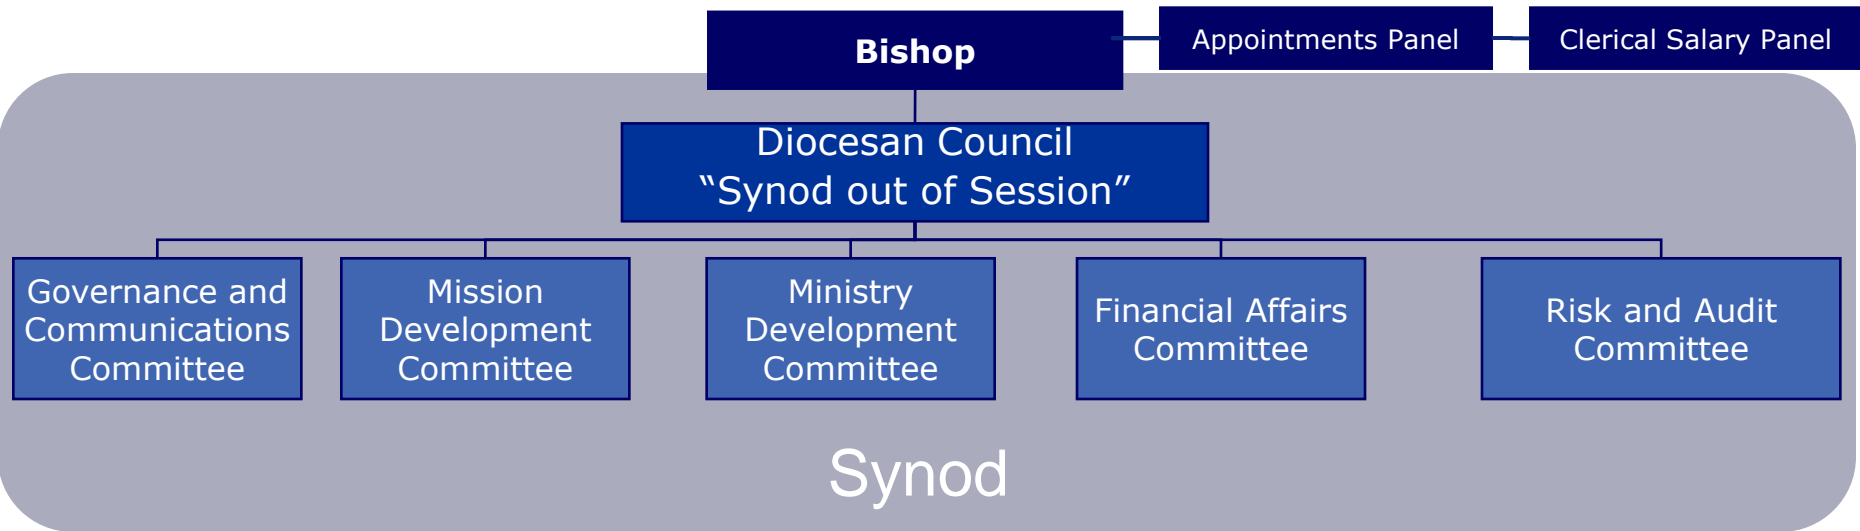 Bishop
Appointments Panel
Clerical Salary Panel
Diocesan Council
“Synod out of Session”
Governance and
Communications
Committee
Mission
Development
Committee
Ministry
Development
Committee
Financial Affairs
Committee
Risk and Audit
Committee
Synod